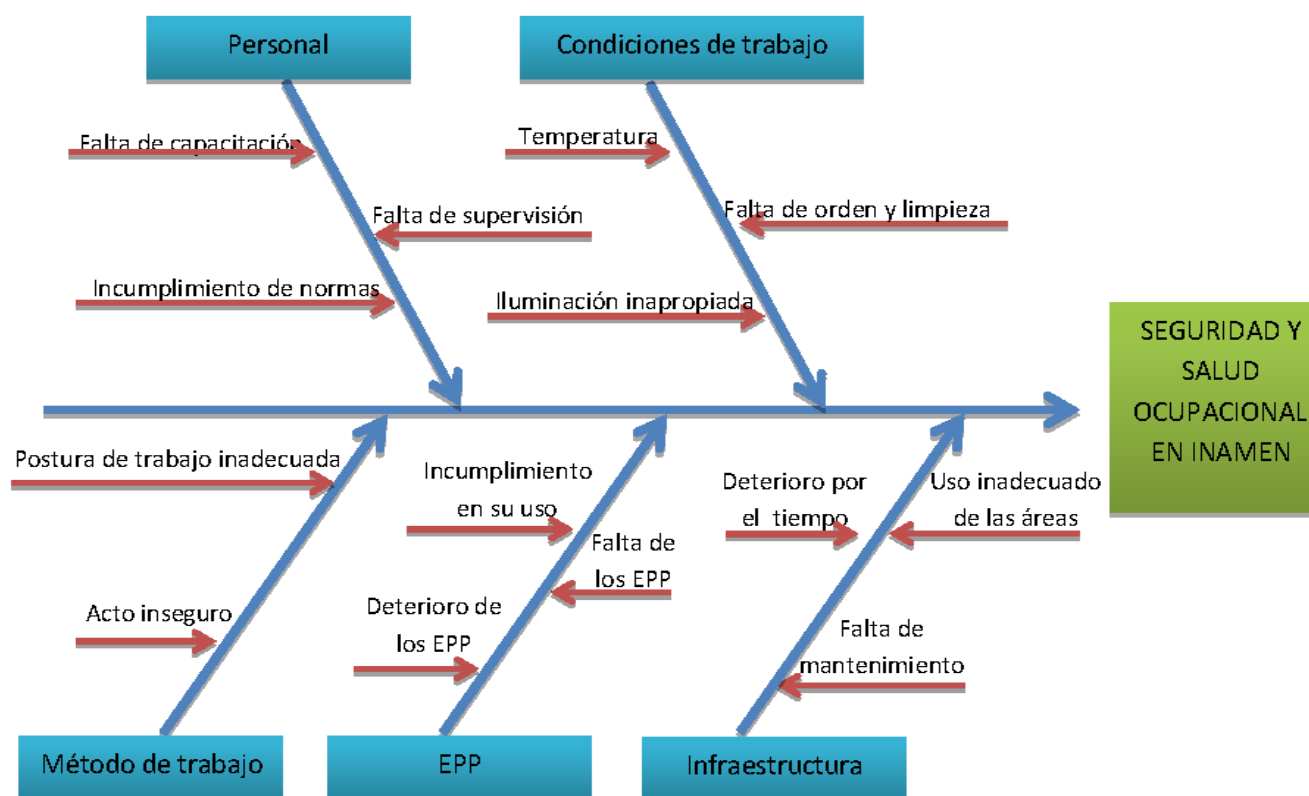 Personal
Condiciones de trabajo
Falta de capacitación
Temperatura
Falta de supervisión
Falta de orden y limpieza
Incumplimiento de normas
Iluminación inapropiada
SEGURIDAD Y
SALUD
OCUPACIONAL
EN INAMEN
Postura de trabajo inadecuada
Incumplimiento
en su uso
Deterioro por
el tiempo
Uso inadecuado
de las áreas
Falta de
los EPP
Acto inseguro
Deterioro de
los EPP
Falta de
mantenimiento
Método de trabajo
EPP
Infraestructura